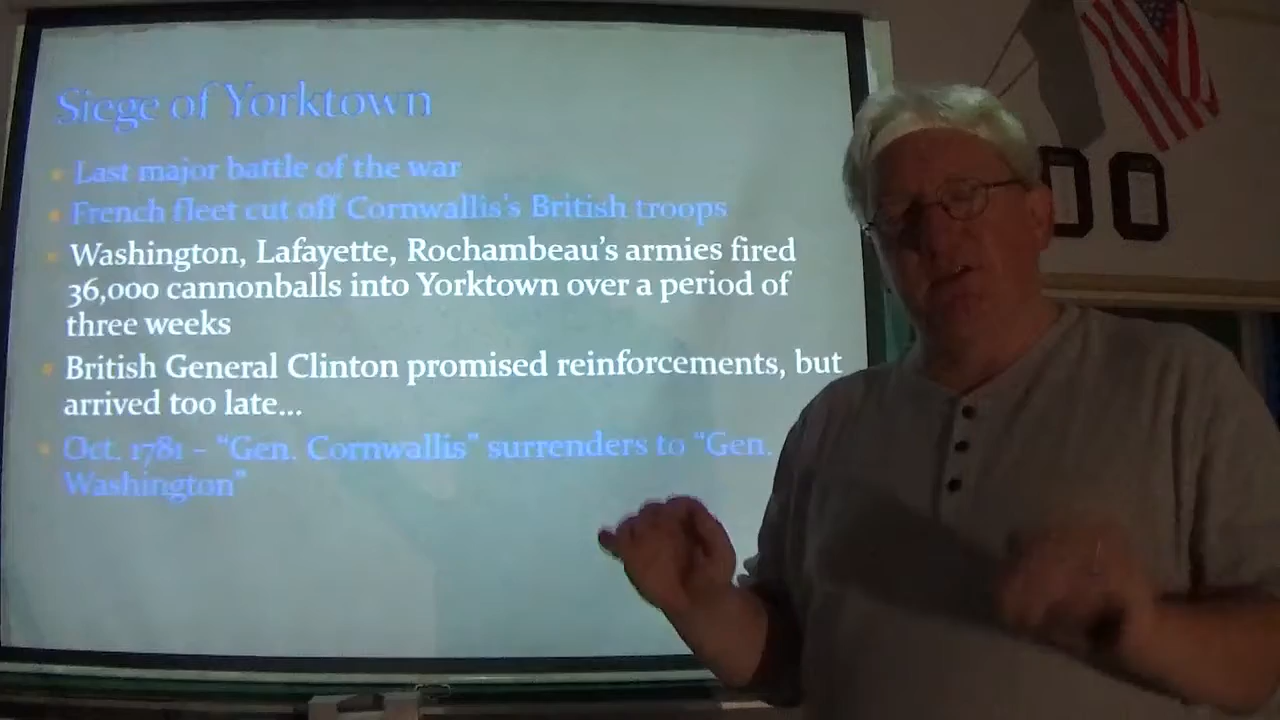 Siege of Yorktown
Last major battle of the war
French fleet cut off Cornwallis's British troops
Washington, Lafayette, Rochambeau's armies fired
36,000 cannonballs into Yorktown over a period of
three weeks
British General Clinton promised reinforcements, but
arrived too late...
Oct. 1781 – "Gen. Cornwallis" surrenders to "Gen.
Washington"